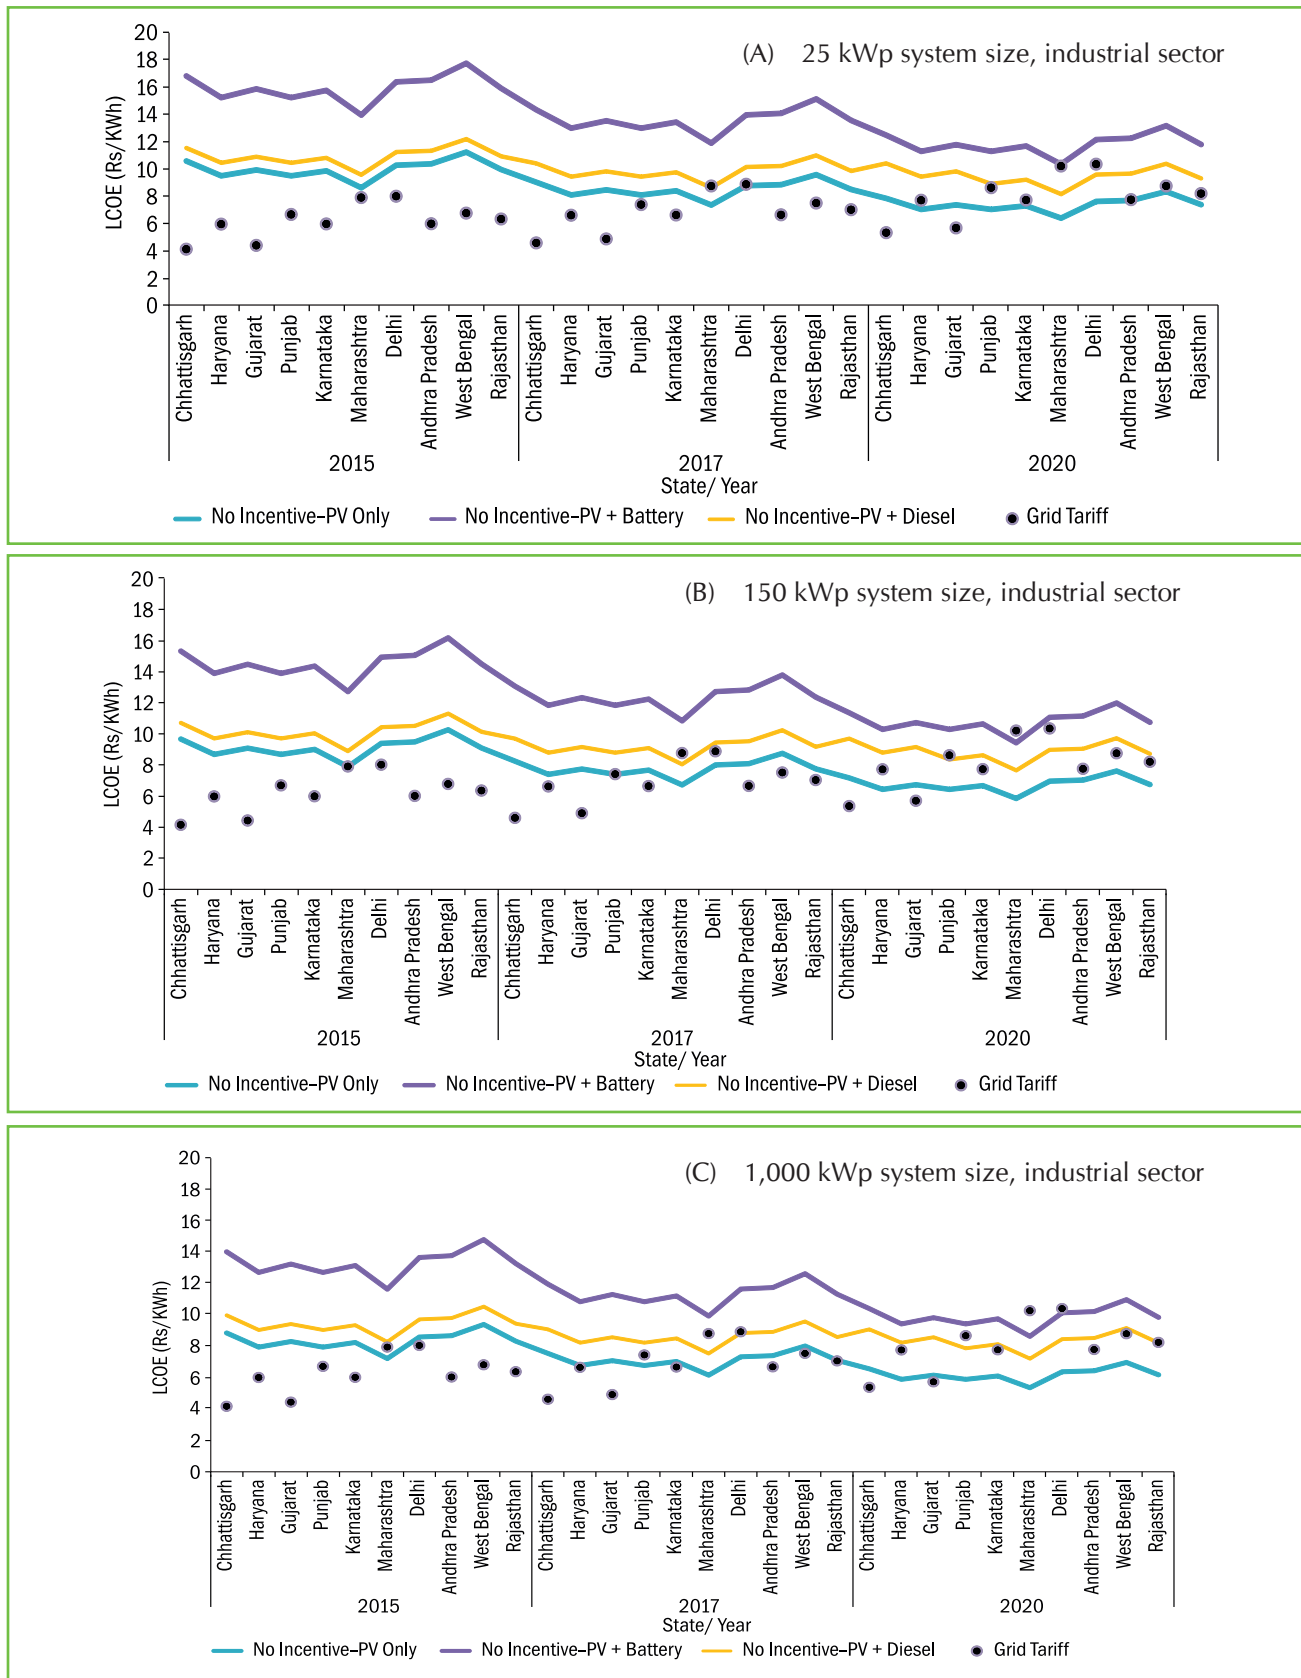 (A) 25 kWp system size, industrial sector
LCOE (Rs/KWh)
20
18
16
14
12
10
8
6
4
2
0
Chhattisgarh Haryana Gujarat Punjab Karnataka Maharashtra Delhi Andhra Pradesh West Bengal Rajasthan Chhattisgarh Haryana Gujarat Punjab Karnataka Maharashtra Delhi Andhra Pradesh West Bengal Rajasthan Chhattisgarh Haryana Gujarat Punjab Karnataka Maharashtra Delhi Andhra Pradesh West Bengal Rajasthan
2015 2017 2020
State/ Year
No Incentive–PV Only No Incentive–PV + Battery No Incentive–PV + Diesel Grid Tariff
(B) 150 kWp system size, industrial sector
LCOE (Rs/KWh)
20
18
16
14
12
10
8
6
4
2
0
Chhattisgarh Haryana Gujarat Punjab Karnataka Maharashtra Delhi Andhra Pradesh West Bengal Rajasthan Chhattisgarh Haryana Gujarat Punjab Karnataka Maharashtra Delhi Andhra Pradesh West Bengal Rajasthan Chhattisgarh Haryana Gujarat Punjab Karnataka Maharashtra Delhi Andhra Pradesh West Bengal Rajasthan
2015 2017 2020
State/ Year
No Incentive–PV Only No Incentive–PV + Battery No Incentive–PV + Diesel Grid Tariff
(C) 1,000 kWp system size, industrial sector
LCOE (Rs/KWh)
20
18
16
14
12
10
8
6
4
2
0
Chhattisgarh Haryana Gujarat Punjab Karnataka Maharashtra Delhi Andhra Pradesh West Bengal Rajasthan Chhattisgarh Haryana Gujarat Punjab Karnataka Maharashtra Delhi Andhra Pradesh West Bengal Rajasthan Chhattisgarh Haryana Gujarat Punjab Karnataka Maharashtra Delhi Andhra Pradesh West Bengal Rajasthan
2015 2017 2020
State/ Year
No Incentive–PV Only No Incentive–PV + Battery No Incentive–PV + Diesel Grid Tariff